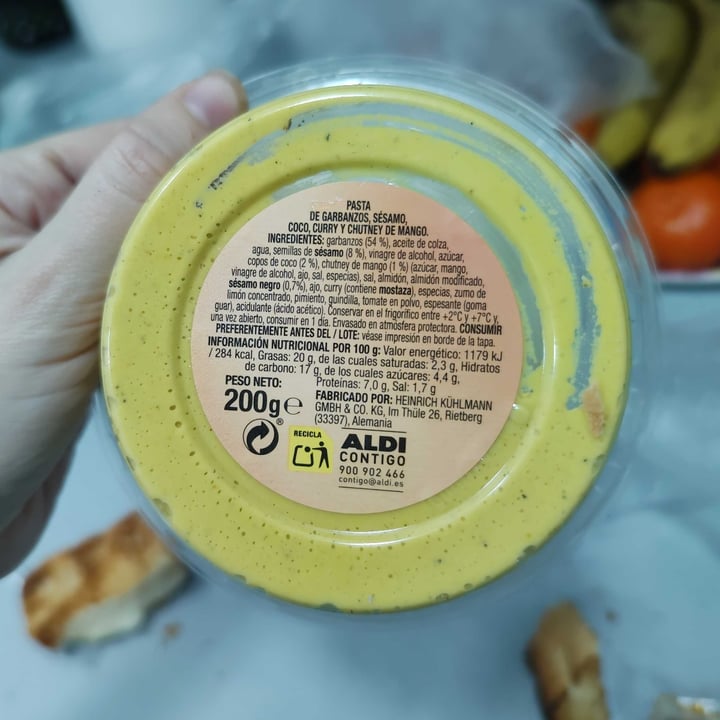 PASTA
DE GARBANZOS, SÉSAMO,
COCO, CURRY Y CHUTNEY DE MANGO.
INGREDIENTES: garbanzos (54 %), aceite de colza,
agua, semillas de sésamo (8 %), vinagre de alcohol, azúcar,
copos de coco (2 %), chutney de mango (1 %) (azúcar, mango,
vinagre de alcohol, ajo, sal, especias), sal, almidón, almidón modificado,
sésamo negro (0,7%), ajo, curry (contiene mostaza), especias, zumo de
limón concentrado, pimiento, guindilla, tomate en polvo, espesante (goma
guar), acidulante (ácido acético). Conservar en el frigorífico entre +2°C y +7°C y,
una vez abierto, consumir en 1 día. Envasado en atmósfera protectora. CONSUMIR
PREFERENTEMENTE ANTES DEL / LOTE: véase impresión en borde de la tapa.
INFORMACIÓN NUTRICIONAL POR 100 g: Valor energético: 1179 kJ
/ 284 kcal, Grasas: 20 g, de las cuales saturadas: 2,3 g, Hidratos
de carbono: 17 g, de los cuales azúcares: 4,4 g,
Proteínas: 7,0 g, Sal: 1,7 g
PESO NETO:
200g e
FABRICADO POR: HEINRICH KÜHLMANN
GMBH & CO. KG, Im Thüle 26, Rietberg
(33397), Alemania
RECICLA
ALDI
CONTIGO
900 902 466
contigo@aldi.es